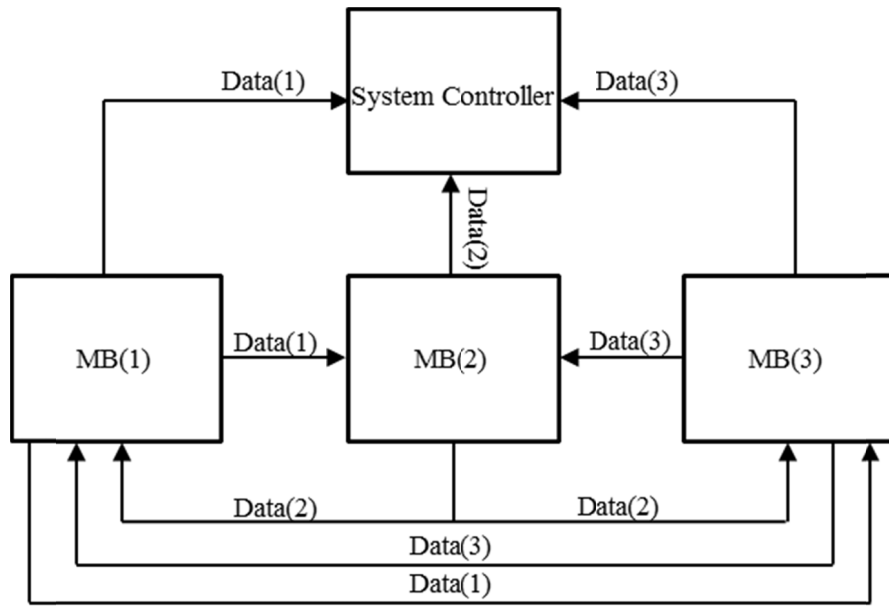 Data(1)
System Controller
Data(3)
Data(2)
MB(1)
Data(1)
MB(2)
Data(3)
MB(3)
Data(2)
Data(2)
Data(3)
Data(1)